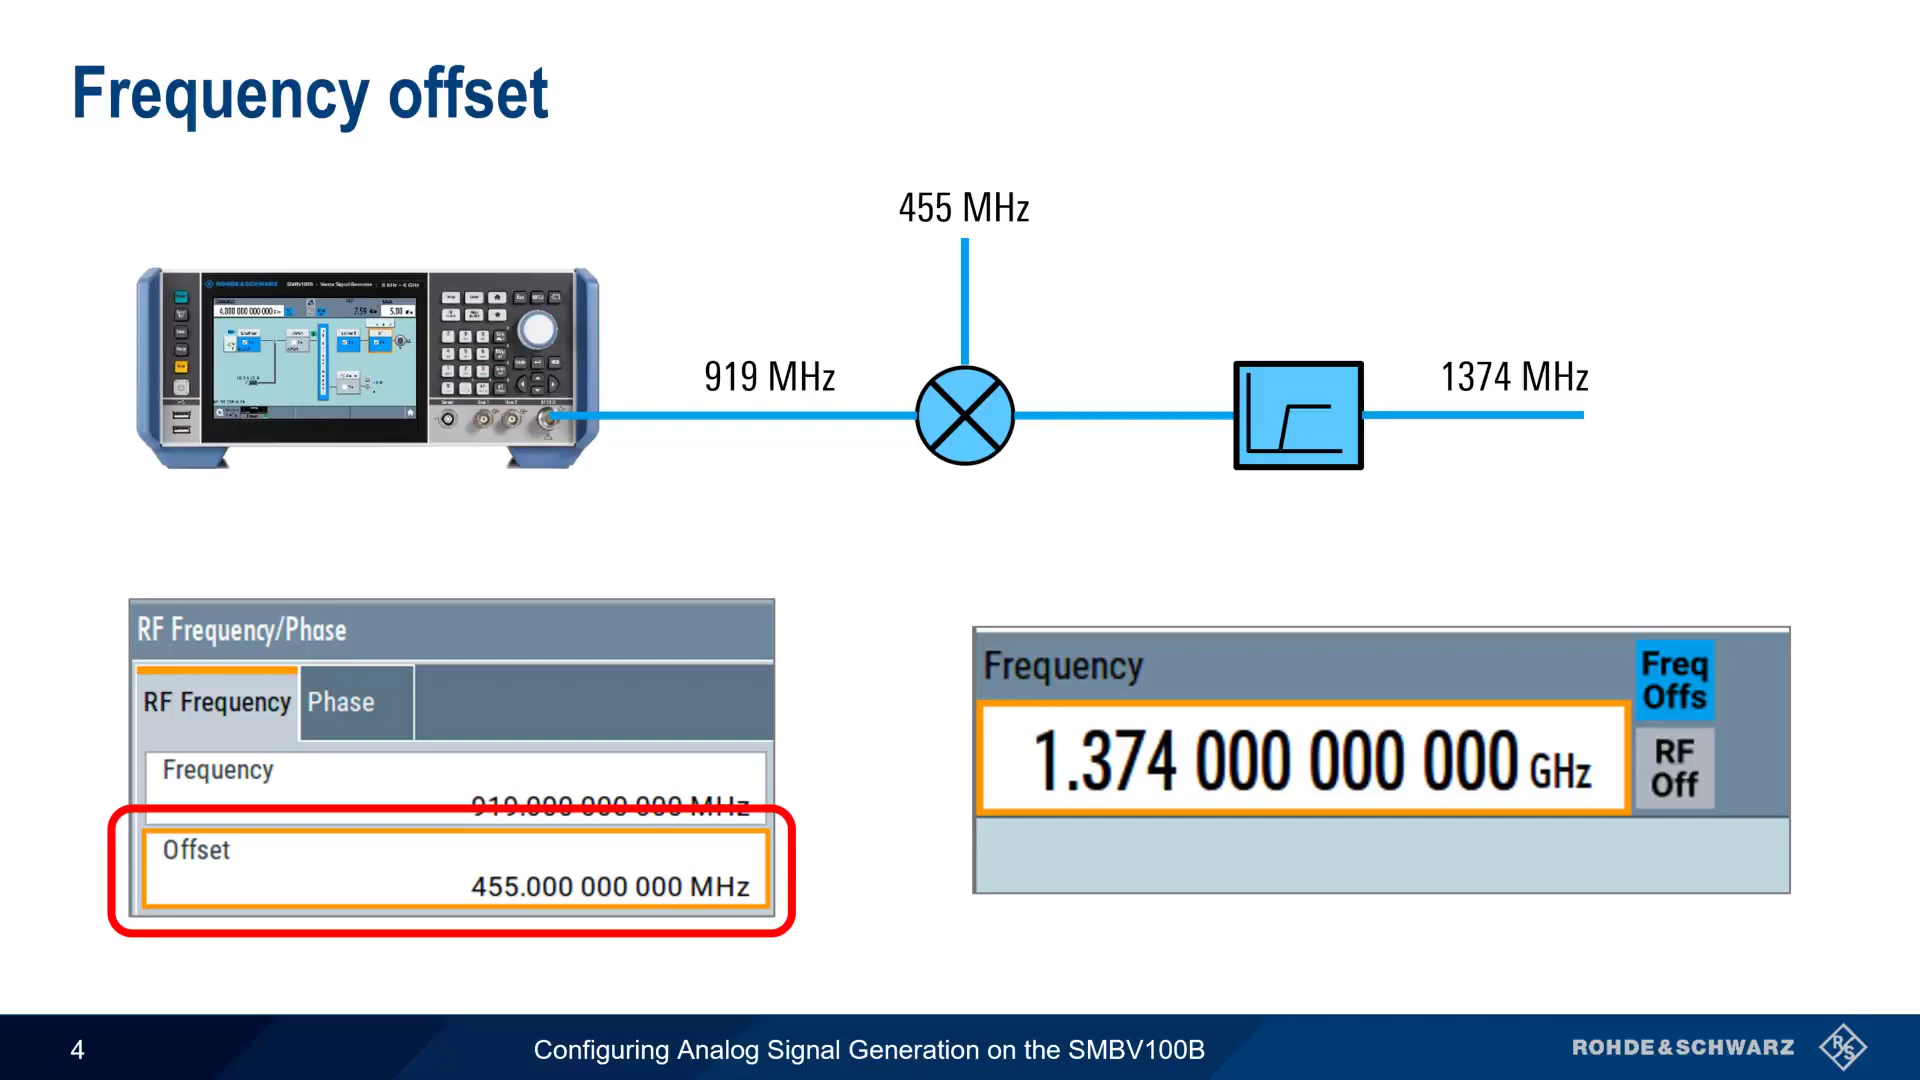 Frequency offset
455 MHz
919 MHz
1374 MHz
ROHDE&SCHWARZ
RF Frequency/Phase
RF Frequency Phase
Frequency
919.000 000 000 MHz
Offset
455.000 000 000 MHz
Frequency
Freq
Offs
1.374 000 000 000 GHz
RF
Off
4
Configuring Analog Signal Generation on the SMBV100B
ROHDE&SCHWARZ